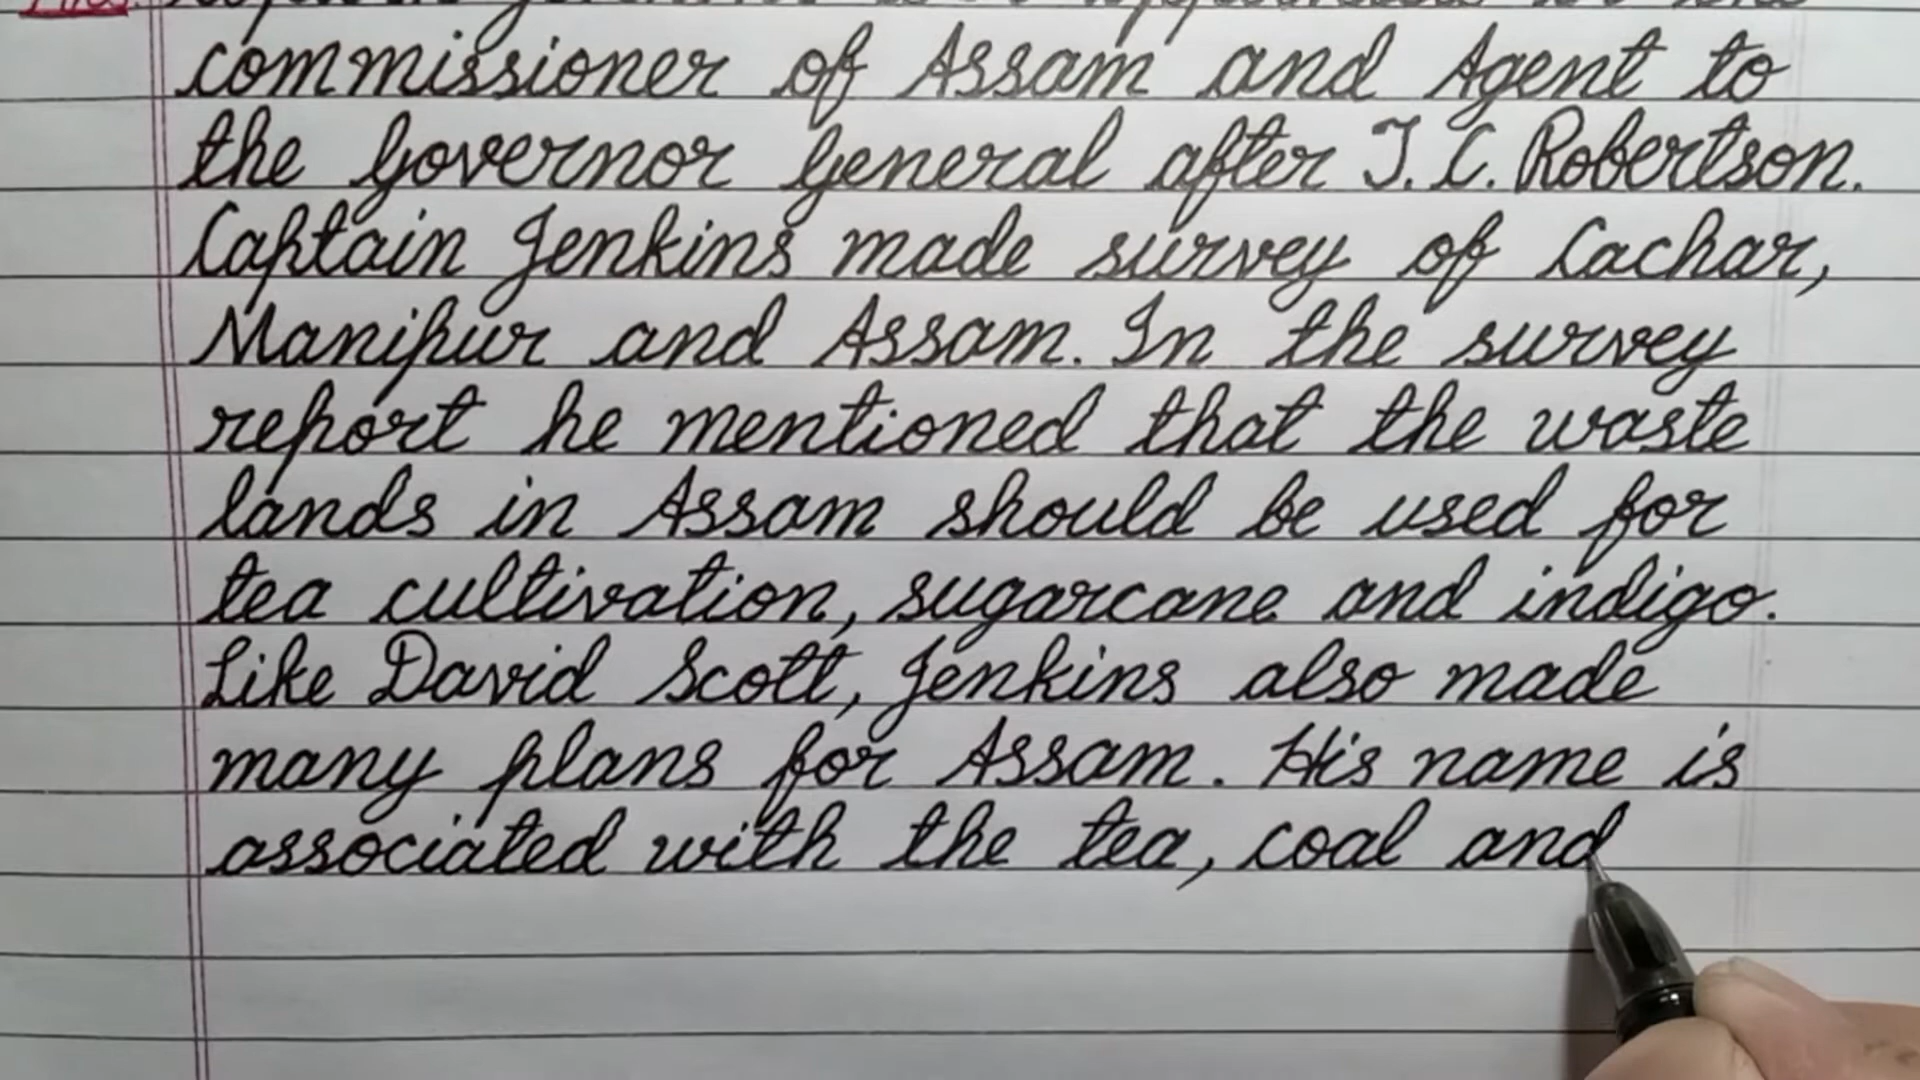 commissioner of Assam and Agent to
the Governor General after T.C. Robertson.
Captain Jenkins made survey of Cachar,
Manipur and Assam. In the survey
report he mentioned that the waste
lands in Assam should be used for
tea cultivation, sugarcane and indigo.
Like David Scott, Jenkins also made
many plans for Assam. His name is
associated with the tea, coal and